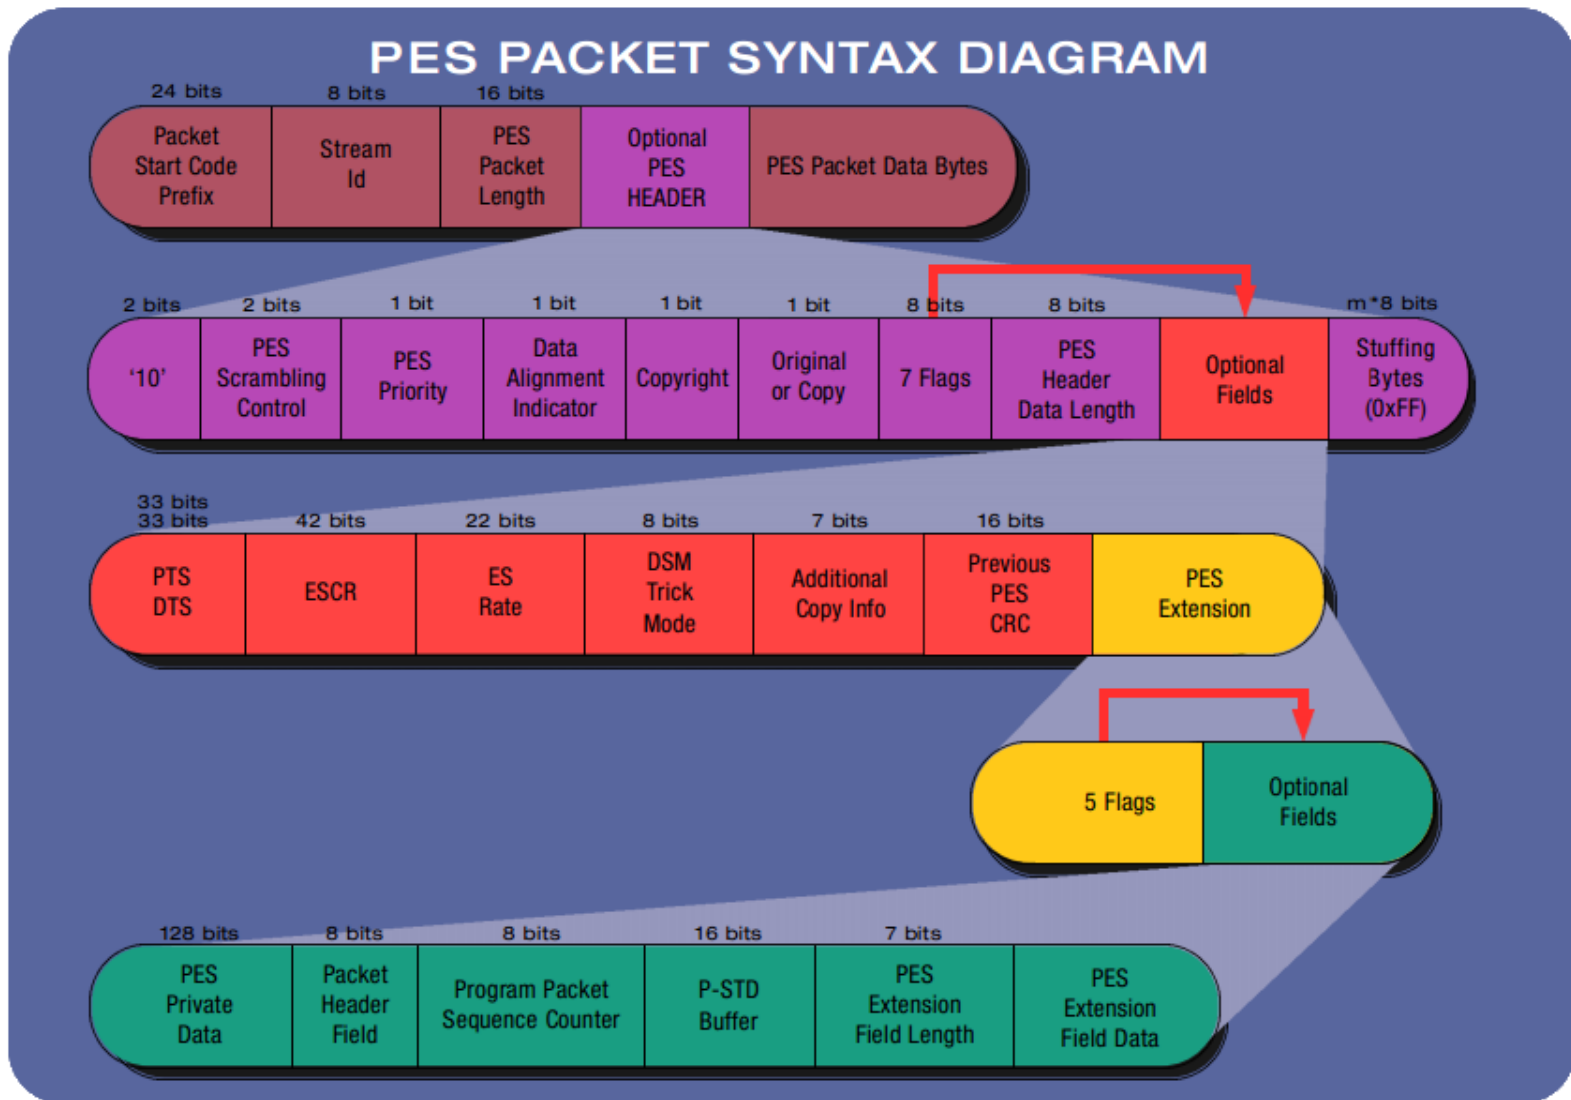 PES PACKET SYNTAX DIAGRAM
24 bits 8 bits 16 bits
Packet
Start Code
Prefix
Stream
Id
PES
Packet
Length
Optional
PES
HEADER
PES Packet Data Bytes
2 bits 2 bits 1 bit 1 bit 1 bit 1 bit 8 bits 8 bits m*8 bits
‘10’
PES
Scrambling
Control
PES
Priority
Data
Alignment
Indicator
Copyright
Original
or Copy
7 Flags
PES
Header
Data Length
Optional
Fields
Stuffing
Bytes
(0xFF)
33 bits
33 bits 42 bits 22 bits 8 bits 7 bits 16 bits
PTS
DTS
ESCR
ES
Rate
DSM
Trick
Mode
Additional
Copy Info
Previous
PES
CRC
PES
Extension
5 Flags
Optional
Fields
128 bits 8 bits 8 bits 16 bits 7 bits
PES
Private
Data
Packet
Header
Field
Program Packet
Sequence Counter
P-STD
Buffer
PES
Extension
Field Length
PES
Extension
Field Data